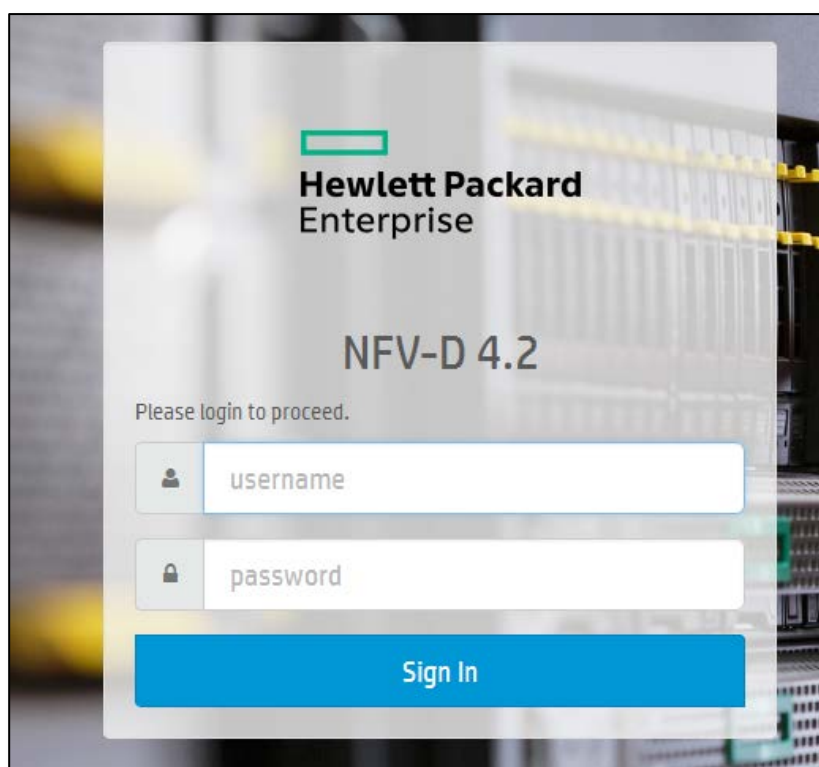 Hewlett Packard
Enterprise
NFV-D 4.2
Please login to proceed.
username
password
Sign In